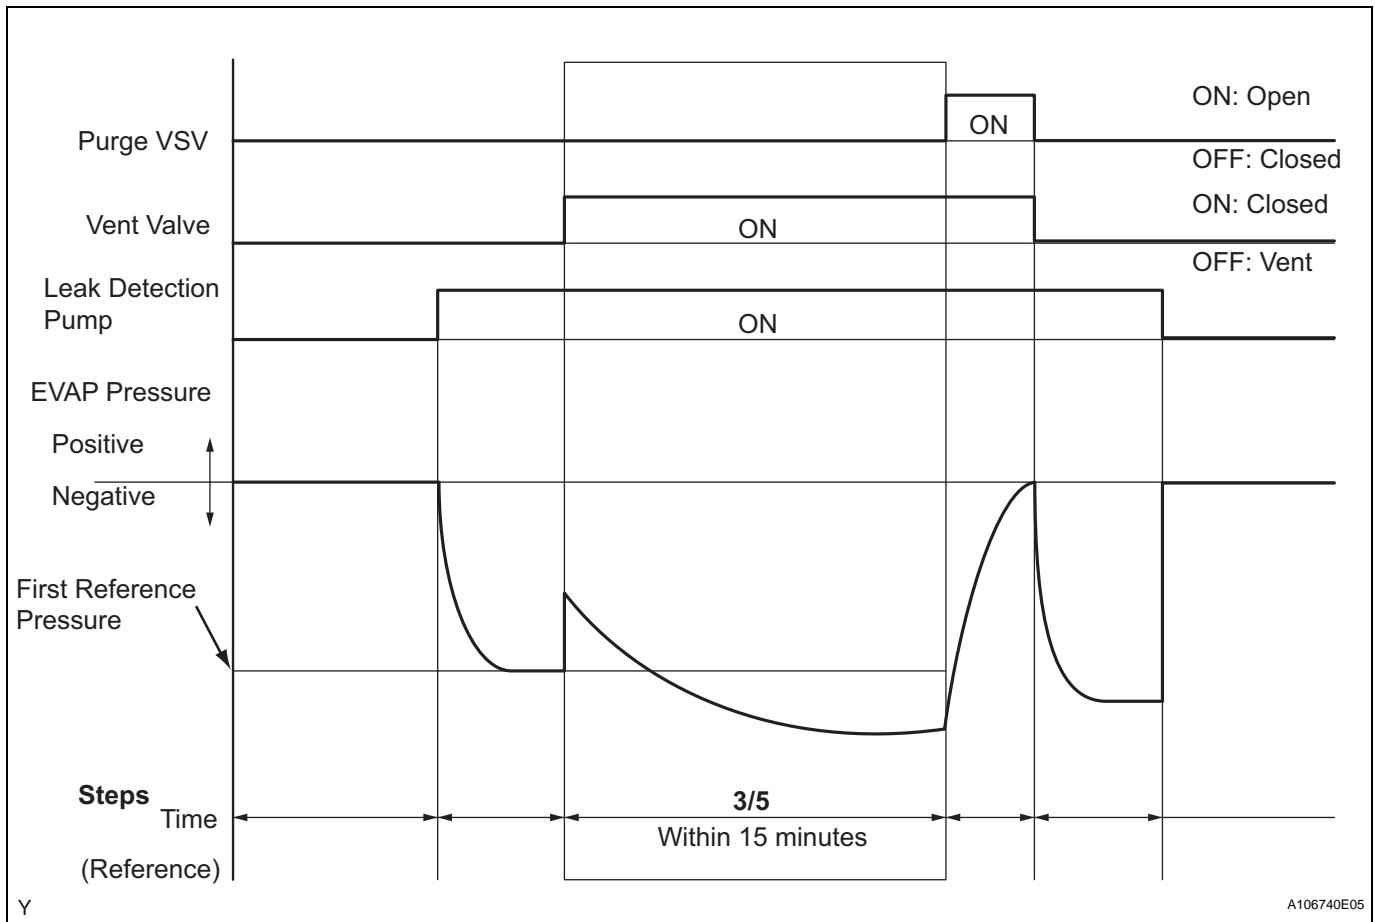 ON: Open
Purge VSV
ON
OFF: Closed
Vent Valve
ON
ON: Closed
OFF: Vent
Leak Detection
Pump
ON
EVAP Pressure
Positive
Negative
First Reference
Pressure
Steps
Time
3/5
Within 15 minutes
(Reference)
Y
A106740E05